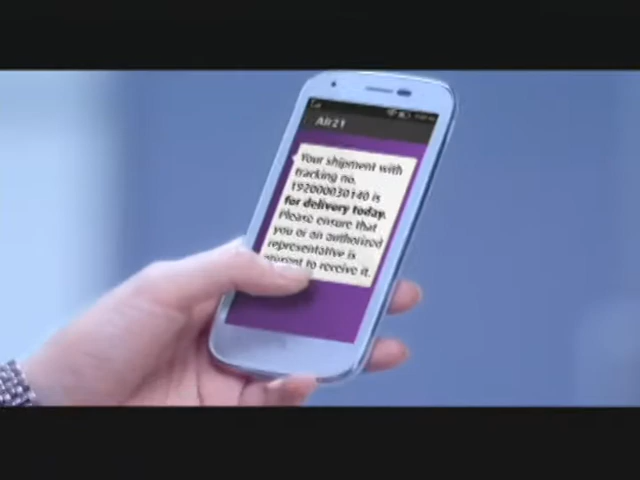 Air21
Your shipment with
tracking no.
192000030140 is
for delivery today.
Please ensure that
you or an authorized
representative is
present to receive it.